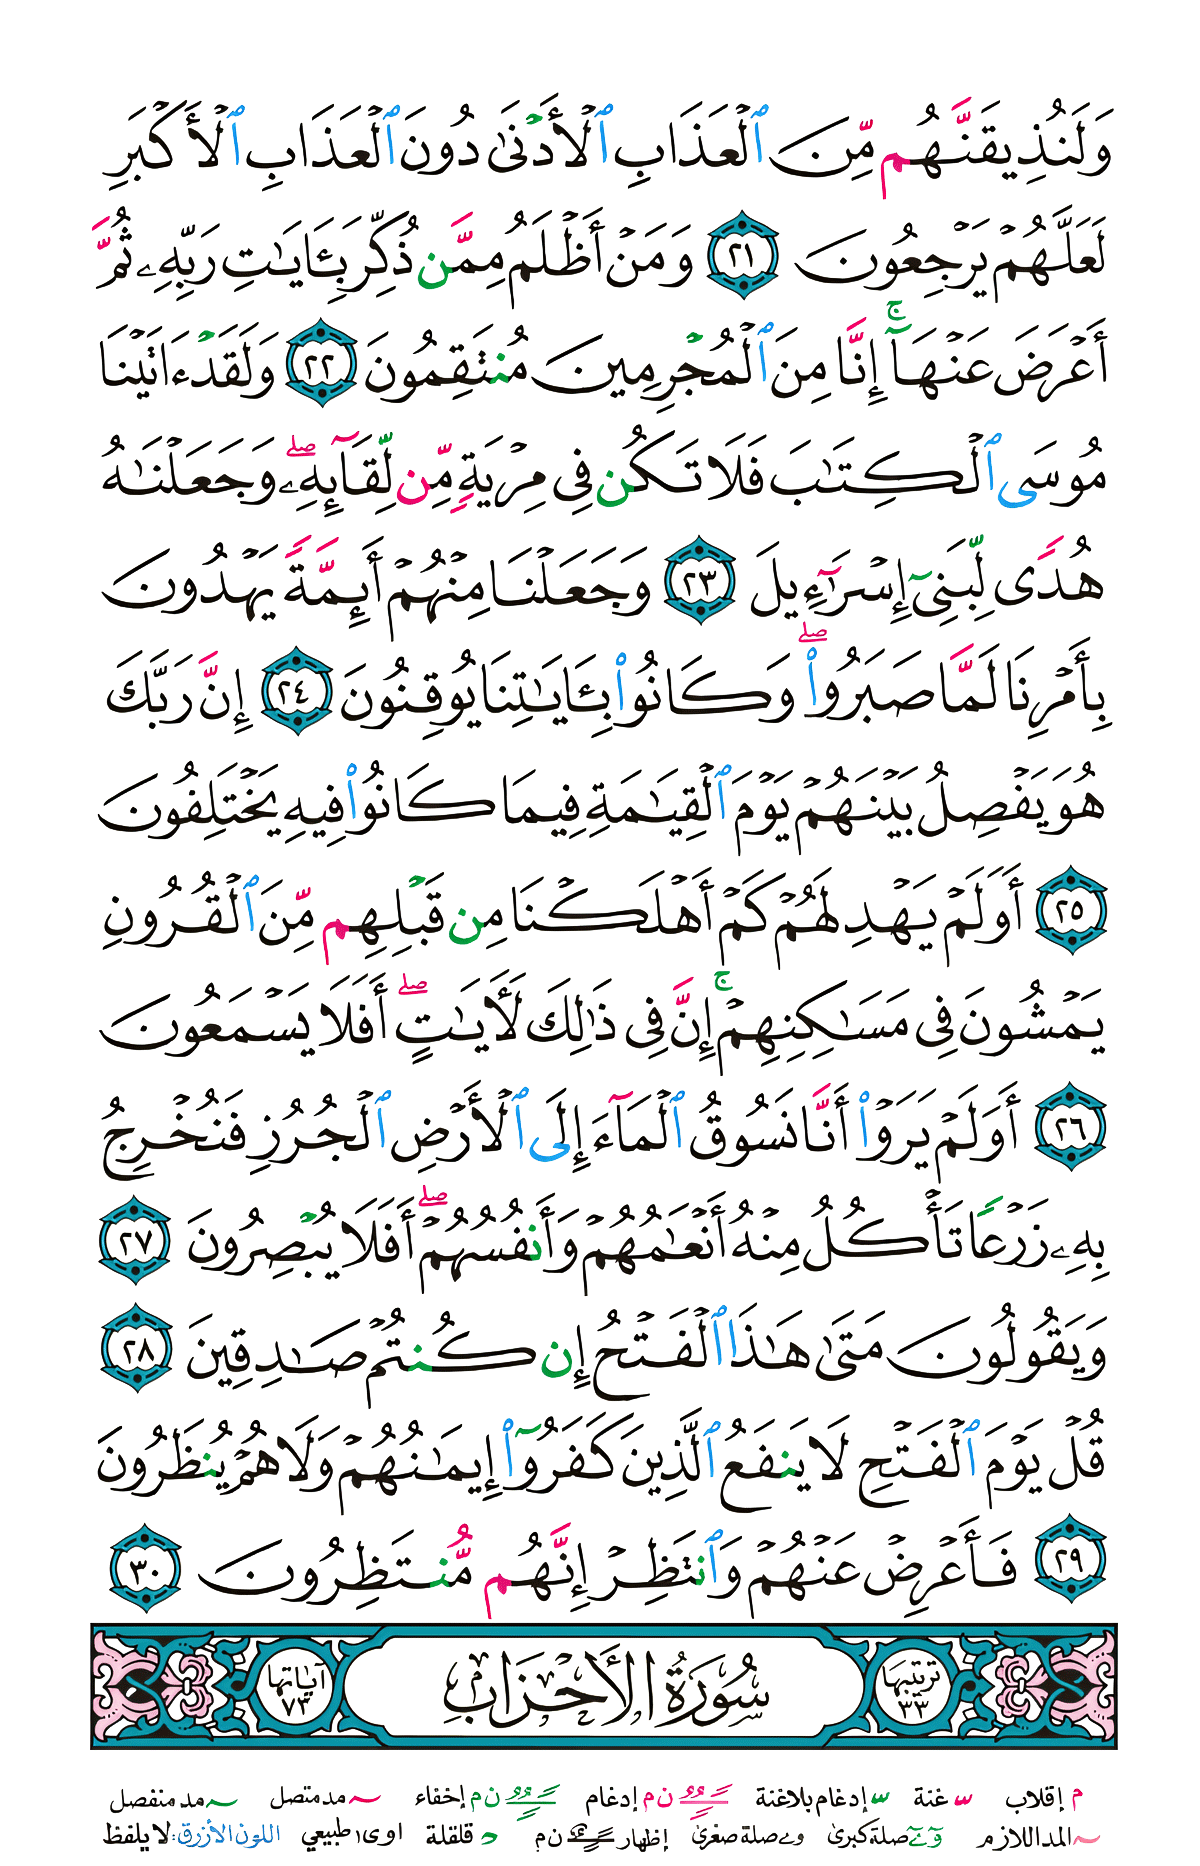 وَلَنُذِيقَنَّهُم مِّنَ ٱلْعَذَابِ ٱلْأَدْنَىٰ دُونَ ٱلْعَذَابِ ٱلْأَكْبَرِ
لَعَلَّهُمْ يَرْجِعُونَ ٢١ وَمَنْ أَظْلَمُ مِمَّن ذُكِّرَ بِـَٔايَٰتِ رَبِّهِۦ ثُمَّ
أَعْرَضَ عَنْهَآ ۚ إِنَّا مِنَ ٱلْمُجْرِمِينَ مُنتَقِمُونَ ٢٢ وَلَقَدْ ءَاتَيْنَا
مُوسَى ٱلْكِتَٰبَ فَلَا تَكُن فِي مِرْيَةٍ مِّن لِّقَآئِهِۦ ۖ وَجَعَلْنَٰهُ
هُدًى لِّبَنِيٓ إِسْرَٰٓءِيلَ ٢٣ وَجَعَلْنَا مِنْهُمْ أَئِمَّةً يَهْدُونَ
بِأَمْرِنَا لَمَّا صَبَرُوا۟ ۖ وَكَانُوا۟ بِـَٔايَٰتِنَا يُوقِنُونَ ٢٤ إِنَّ رَبَّكَ
هُوَ يَفْصِلُ بَيْنَهُمْ يَوْمَ ٱلْقِيَٰمَةِ فِيمَا كَانُوا۟ فِيهِ يَخْتَلِفُونَ
٢٥ أَوَلَمْ يَهْدِ لَهُمْ كَمْ أَهْلَكْنَا مِن قَبْلِهِم مِّنَ ٱلْقُرُونِ
يَمْشُونَ فِي مَسَٰكِنِهِمْ ۚ إِنَّ فِي ذَٰلِكَ لَأٓيَٰتٍ ۖ أَفَلَا يَسْمَعُونَ
٢٦ أَوَلَمْ يَرَوْا۟ أَنَّا نَسُوقُ ٱلْمَآءَ إِلَى ٱلْأَرْضِ ٱلْجُرُزِ فَنُخْرِجُ
بِهِۦ زَرْعًا تَأْكُلُ مِنْهُ أَنْعَٰمُهُمْ وَأَنفُسُهُمْ ۖ أَفَلَا يُبْصِرُونَ ٢٧
وَيَقُولُونَ مَتَىٰ هَٰذَا ٱلْفَتْحُ إِن كُنتُمْ صَٰدِقِينَ ٢٨
قُلْ يَوْمَ ٱلْفَتْحِ لَا يَنفَعُ ٱلَّذِينَ كَفَرُوٓا۟ إِيمَٰنُهُمْ وَلَا هُمْ يُنظَرُونَ
٢٩ فَأَعْرِضْ عَنْهُمْ وَٱنتَظِرْ إِنَّهُم مُّنتَظِرُونَ ٣٠
ترتيبها ٣٣ سُورَةُ الْأَحْزَابِ آياتها ٧٣
م إقلاب غنة إدغام بلاغنة ن م إدغام ن م إخفاء مد متصل مد منفصل
المد اللازم صلة كبرى صلة صغرى إظهار ن م قلقلة اوى طبيعي اللون الأزرق: لا يلفظ